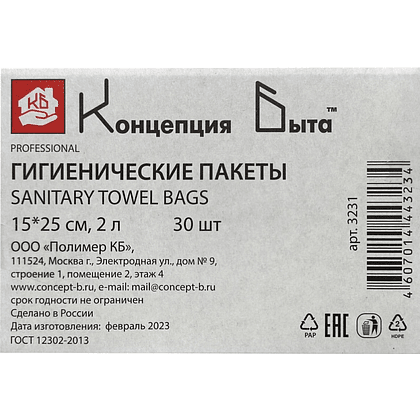 КБ Концепция Быта™
PROFESSIONAL
ГИГИЕНИЧЕСКИЕ ПАКЕТЫ
SANITARY TOWEL BAGS
15*25 см, 2 л 30 шт
ООО «Полимер КБ»,
111524, Москва г., Электродная ул., дом № 9,
строение 1, помещение 2, этаж 4
www.concept-b.ru, e-mail: mail@concept-b.ru
срок годности не ограничен
Сделано в России
Дата изготовления: февраль 2023
ГОСТ 12302-2013
арт. 3231
4607014443234
PAP
EAC
2
HDPE